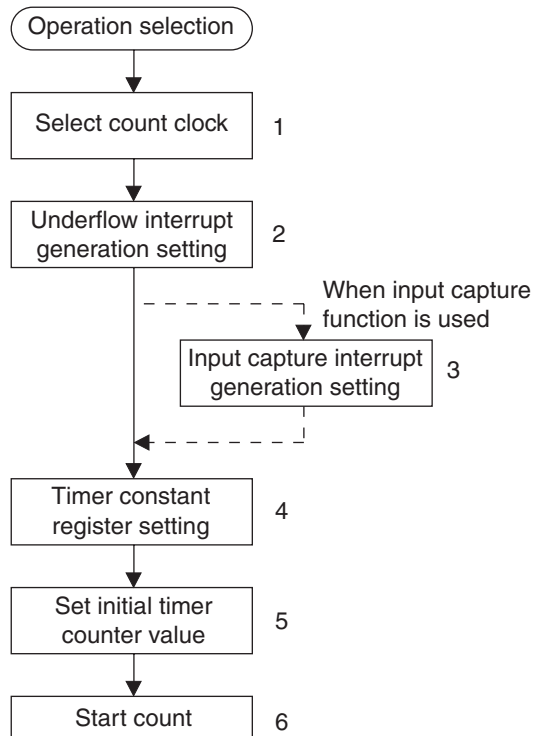 Operation selection
Select count clock
1
Underflow interrupt
generation setting
2
When input capture
function is used
Input capture interrupt
generation setting
3
Timer constant
register setting
4
Set initial timer
counter value
5
Start count
6